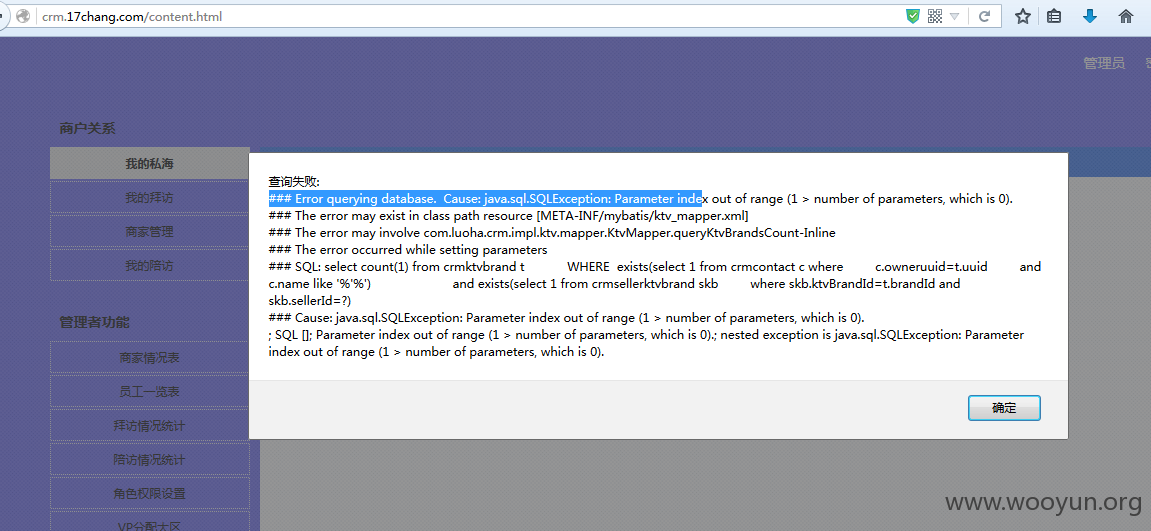 crm.17chang.com/content.html
管理员
商户关系
我的私海
我的拜访
商家管理
我的陪访
管理者功能
商家情况表
员工一览表
拜访情况统计
陪访情况统计
角色权限设置
VP分配大区
查询失败:
### Error querying database.  Cause: java.sql.SQLException: Parameter index out of range (1 > number of parameters, which is 0).
### The error may exist in class path resource [META-INF/mybatis/ktv_mapper.xml]
### The error may involve com.luoha.crm.impl.ktv.mapper.KtvMapper.queryKtvBrandsCount-Inline
### The error occurred while setting parameters
### SQL: select count(1) from crmktvbrand t WHERE exists(select 1 from crmcontact c where c.owneruuid=t.uuid and
c.name like '%'%') and exists(select 1 from crmsellerktvbrand skb where skb.ktvBrandId=t.brandId and
skb.sellerId=?)
### Cause: java.sql.SQLException: Parameter index out of range (1 > number of parameters, which is 0).
; SQL []; Parameter index out of range (1 > number of parameters, which is 0).; nested exception is java.sql.SQLException: Parameter
index out of range (1 > number of parameters, which is 0).
确定
www.wooyun.org